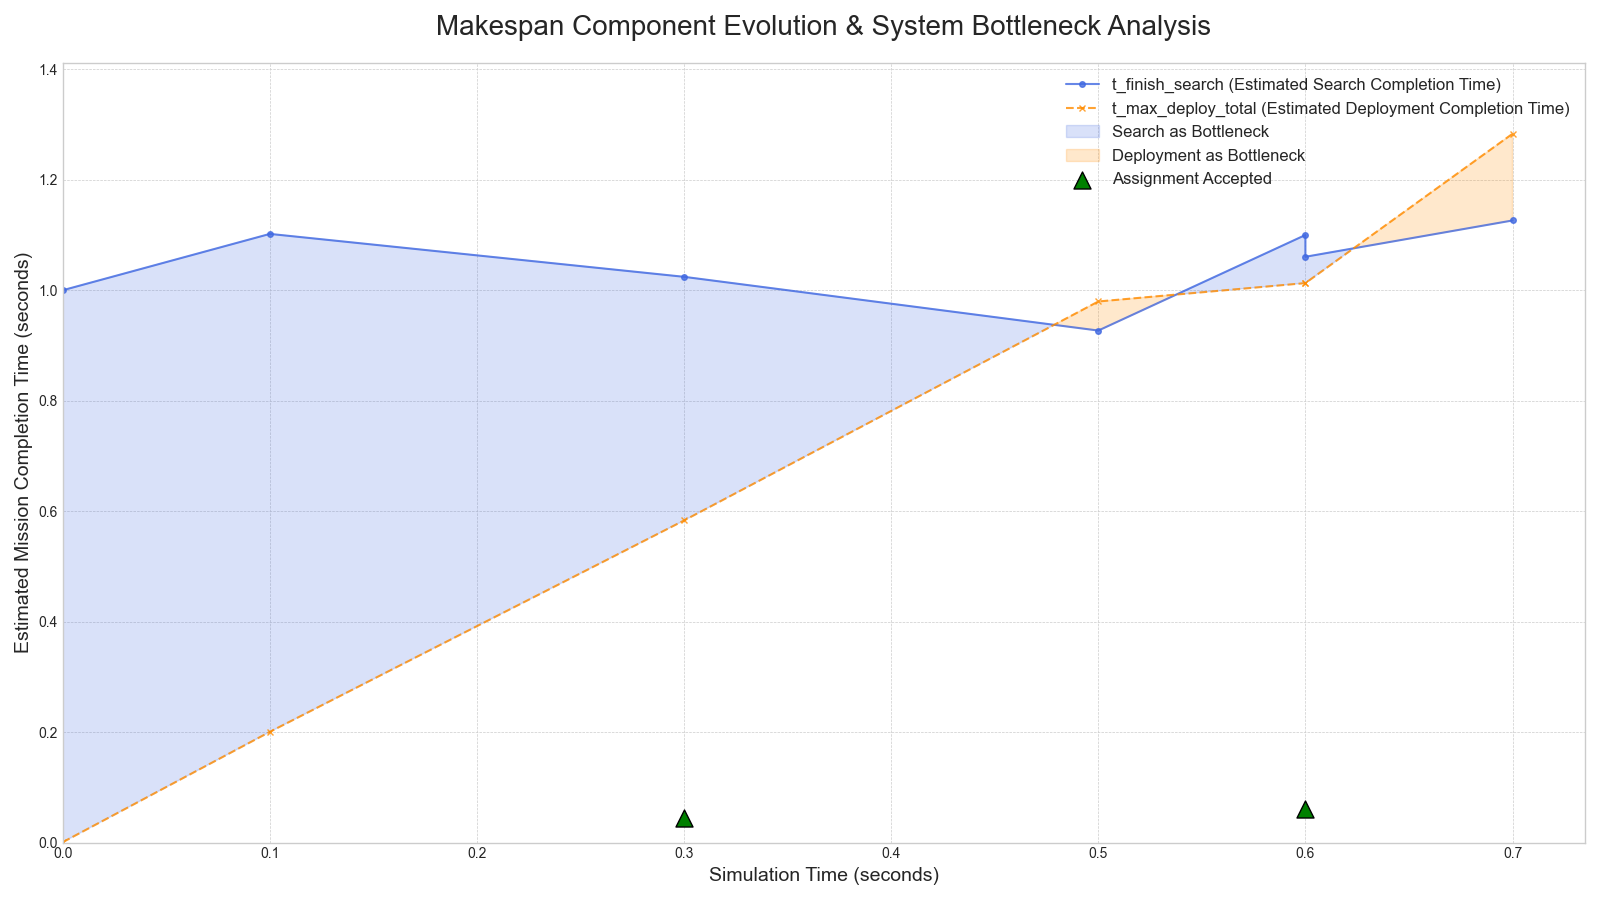 Makespan Component Evolution & System Bottleneck Analysis
t_finish_search (Estimated Search Completion Time)
t_max_deploy_total (Estimated Deployment Completion Time)
Search as Bottleneck
Deployment as Bottleneck
Assignment Accepted
Estimated Mission Completion Time (seconds)
1.4
1.2
1.0
0.8
0.6
0.4
0.2
0.0
0.0
0.1
0.2
0.3
0.4
0.5
0.6
0.7
Simulation Time (seconds)